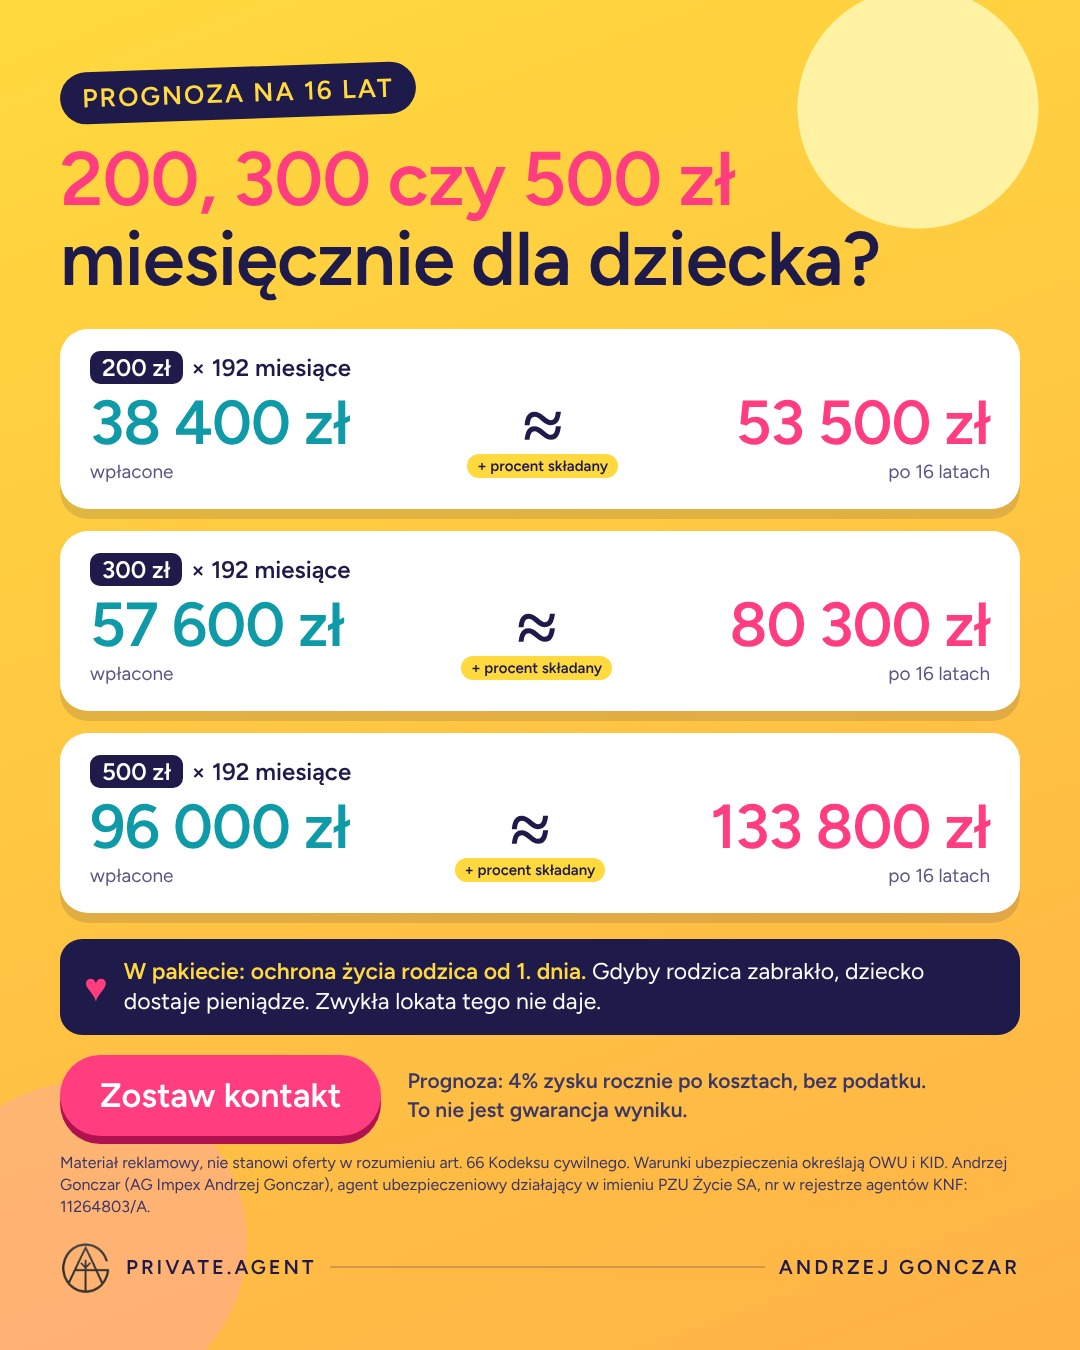 PROGNOZA NA 16 LAT
200, 300 czy 500 zł
miesięcznie dla dziecka?
200 zł × 192 miesiące
38 400 zł ≈ 53 500 zł
wpłacone + procent składany po 16 latach
300 zł × 192 miesiące
57 600 zł ≈ 80 300 zł
wpłacone + procent składany po 16 latach
500 zł × 192 miesiące
96 000 zł ≈ 133 800 zł
wpłacone + procent składany po 16 latach
♥ W pakiecie: ochrona życia rodzica od 1. dnia. Gdyby rodzica zabrakło, dziecko
dostaje pieniądze. Zwykła lokata tego nie daje.
Zostaw kontakt
Prognoza: 4% zysku rocznie po kosztach, bez podatku.
To nie jest gwarancja wyniku.
Materiał reklamowy, nie stanowi oferty w rozumieniu art. 66 Kodeksu cywilnego. Warunki ubezpieczenia określają OWU i KID. Andrzej
Gonczar (AG Impex Andrzej Gonczar), agent ubezpieczeniowy działający w imieniu PZU Życie SA, nr w rejestrze agentów KNF:
11264803/A.
PRIVATE.AGENT ANDRZEJ GONCZAR